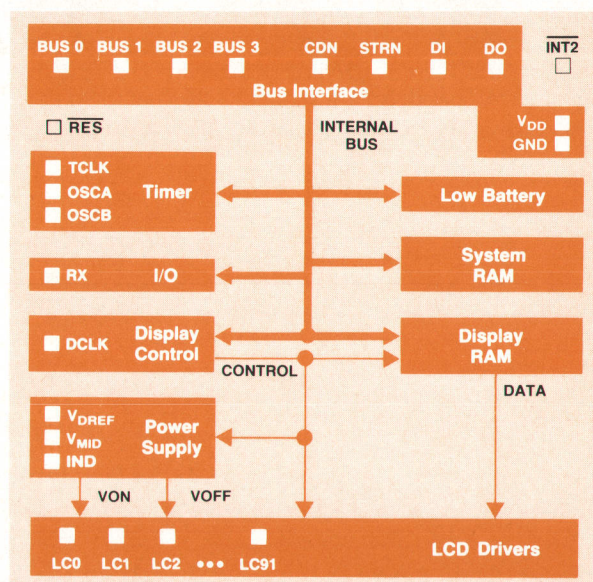 BUS 0 BUS 1 BUS 2 BUS 3 CDN STRN DI DO INT2
Bus Interface
RES
INTERNAL
BUS
VDD
GND
TCLK
OSCA
OSCB
Timer
Low Battery
RX I/O
System
RAM
DCLK
Display
Control
Display
RAM
CONTROL
DATA
VDREF
VMID
IND
Power
Supply
VON VOFF
LC0 LC1 LC2 ••• LC91
LCD Drivers